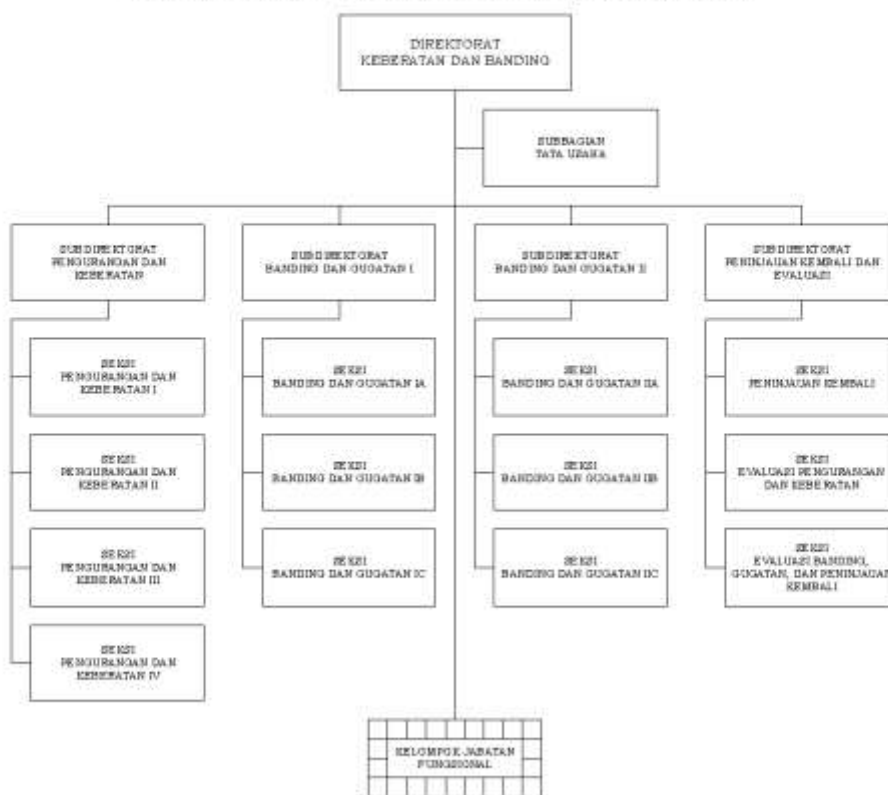 DIREKTORAT
KEBERATAN DAN BANDING
SUBBAGIAN
TATA USAHA
SUBDIREKTORAT
PENGURANGAN DAN
KEBERATAN
SUBDIREKTORAT
BANDING DAN GUGATAN I
SUBDIREKTORAT
BANDING DAN GUGATAN II
SUBDIREKTORAT
PENINJAUAN KEMBALI DAN
EVALUASI
SEKSI
PENGURANGAN DAN
KEBERATAN I
SEKSI
BANDING DAN GUGATAN IA
SEKSI
BANDING DAN GUGATAN IIA
SEKSI
PENINJAUAN KEMBALI
SEKSI
PENGURANGAN DAN
KEBERATAN II
SEKSI
BANDING DAN GUGATAN IB
SEKSI
BANDING DAN GUGATAN IIB
SEKSI
EVALUASI PENGURANGAN
DAN KEBERATAN
SEKSI
PENGURANGAN DAN
KEBERATAN III
SEKSI
BANDING DAN GUGATAN IC
SEKSI
BANDING DAN GUGATAN IIC
SEKSI
EVALUASI BANDING,
GUGATAN, DAN PENINJAUAN
KEMBALI
SEKSI
PENGURANGAN DAN
KEBERATAN IV
KELOMPOK JABATAN
FUNGSIONAL